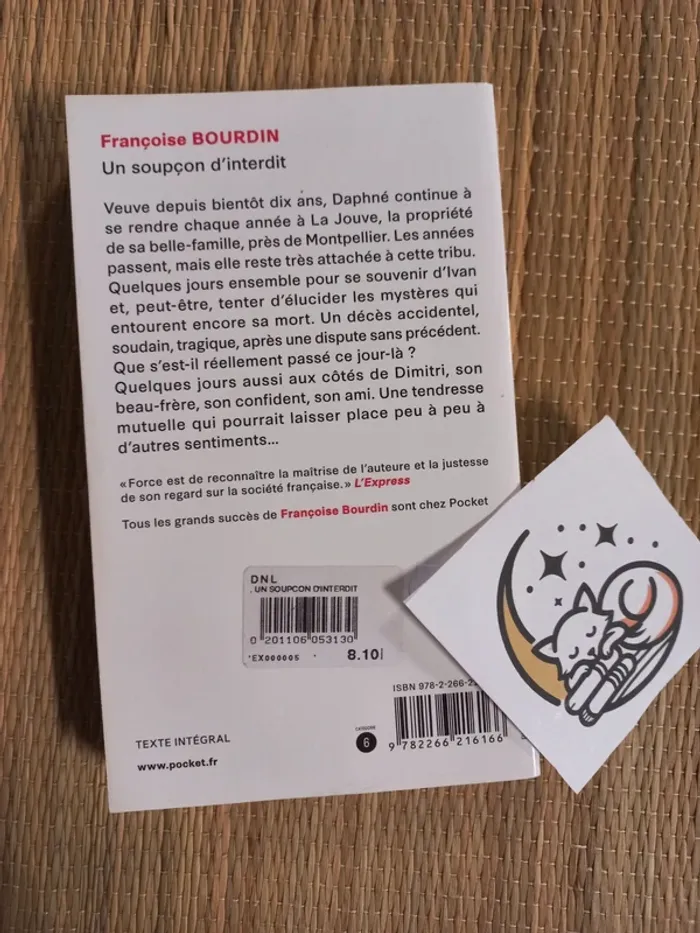 Françoise BOURDIN
Un soupçon d'interdit
Veuve depuis bientôt dix ans, Daphné continue à
se rendre chaque année à La Jouve, la propriété
de sa belle-famille, près de Montpellier. Les années
passent, mais elle reste très attachée à cette tribu.
Quelques jours ensemble pour se souvenir d'Ivan
et, peut-être, tenter d'élucider les mystères qui
entourent encore sa mort. Un décès accidentel,
soudain, tragique, après une dispute sans précédent.
Que s'est-il réellement passé ce jour-là ?
Quelques jours aussi aux côtés de Dimitri, son
beau-frère, son confident, son ami. Une tendresse
mutuelle qui pourrait laisser place peu à peu à
d'autres sentiments...
« Force est de reconnaître la maîtrise de l'auteure et la justesse
de son regard sur la société française. » L'Express
Tous les grands succès de Françoise Bourdin sont chez Pocket
DNL
. UN SOUPCON D'INTERDIT
0 201106 053130
*EX000005
8.10
ISBN 978-2-266-2
TEXTE INTÉGRAL
www.pocket.fr
CATÉGORIE
6
9 782266 216166